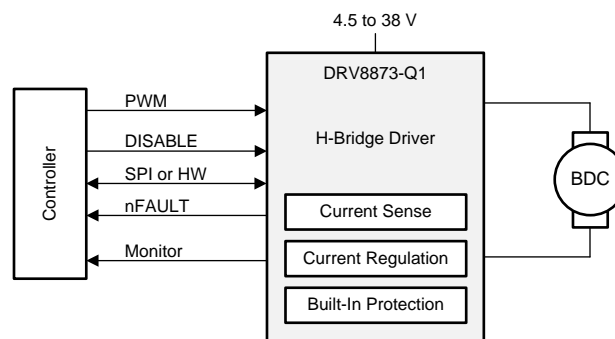 4.5 to 38 V
DRV8873-Q1
H-Bridge Driver
Controller
PWM
DISABLE
SPI or HW
nFAULT
Monitor
Current Sense
Current Regulation
Built-In Protection
BDC